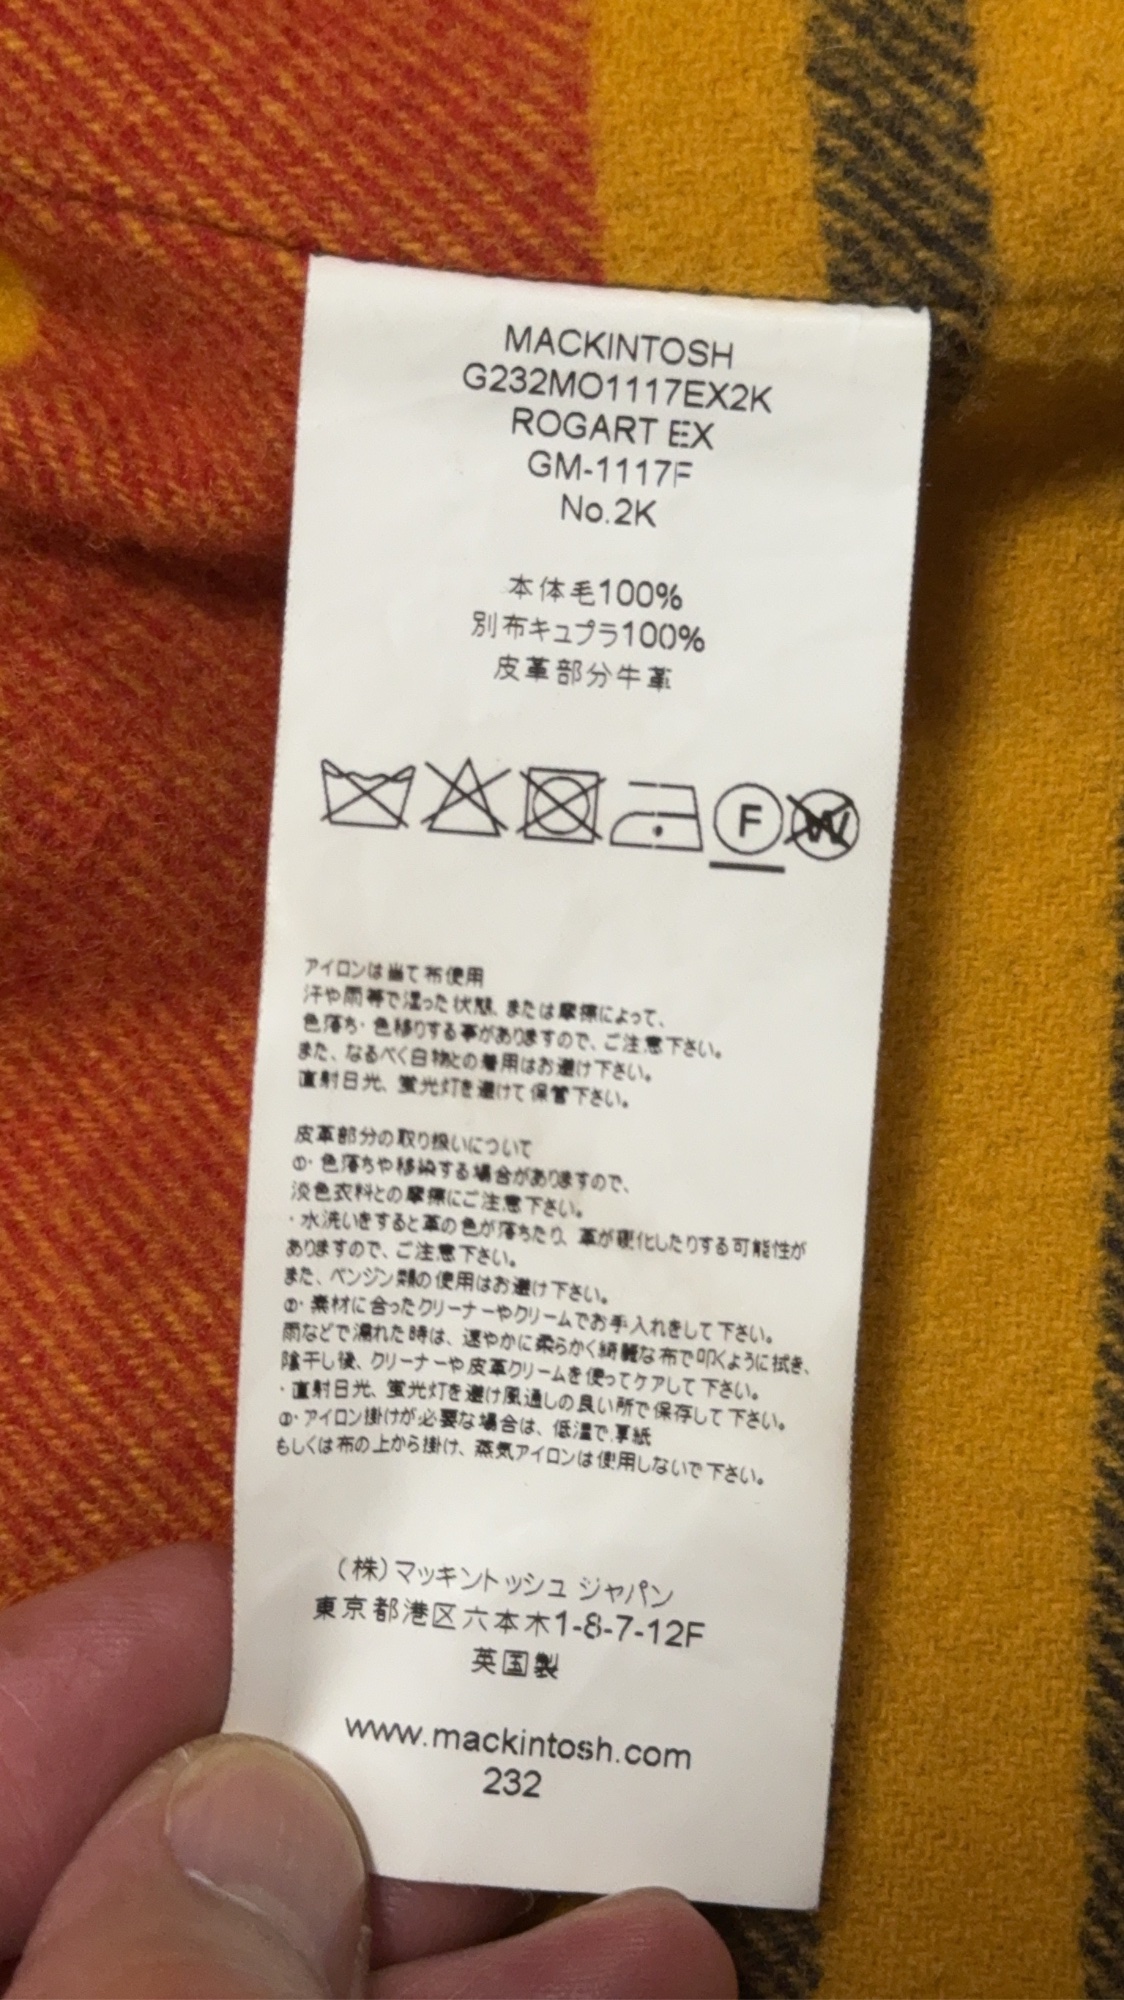 MACKINTOSH
G232MO1117EX2K
ROGART EX
GM-1117F
No.2K
本体毛100%
別布キュプラ100%
皮革部分牛革
F W
アイロンは当て布使用
汗や雨等で湿った状態、または摩擦によって、
色落ち・色移りする事がありますので、ご注意下さい。
また、なるべく白物との着用はお避け下さい。
直射日光、蛍光灯を避けて保管下さい。
皮革部分の取り扱いについて
①・色落ちや移染する場合がありますので、
淡色衣料との摩擦にご注意下さい。
・水洗いをすると革の色が落ちたり、革が硬化したりする可能性が
ありますので、ご注意下さい。
また、ベンジン類の使用はお避け下さい。
②・素材に合ったクリーナーやクリームでお手入れをして下さい。
雨などで濡れた時は、速やかに柔らかく綺麗な布で叩くように拭き、
陰干し後、クリーナーや皮革クリームを使ってケアして下さい。
・直射日光、蛍光灯を避け風通しの良い所で保存して下さい。
③・アイロン掛けが必要な場合は、低温で、厚紙
もしくは布の上から掛け、蒸気アイロンは使用しないで下さい。
(株)マッキントッシュ ジャパン
東京都港区六本木1-8-7-12F
英国製
www.mackintosh.com
232